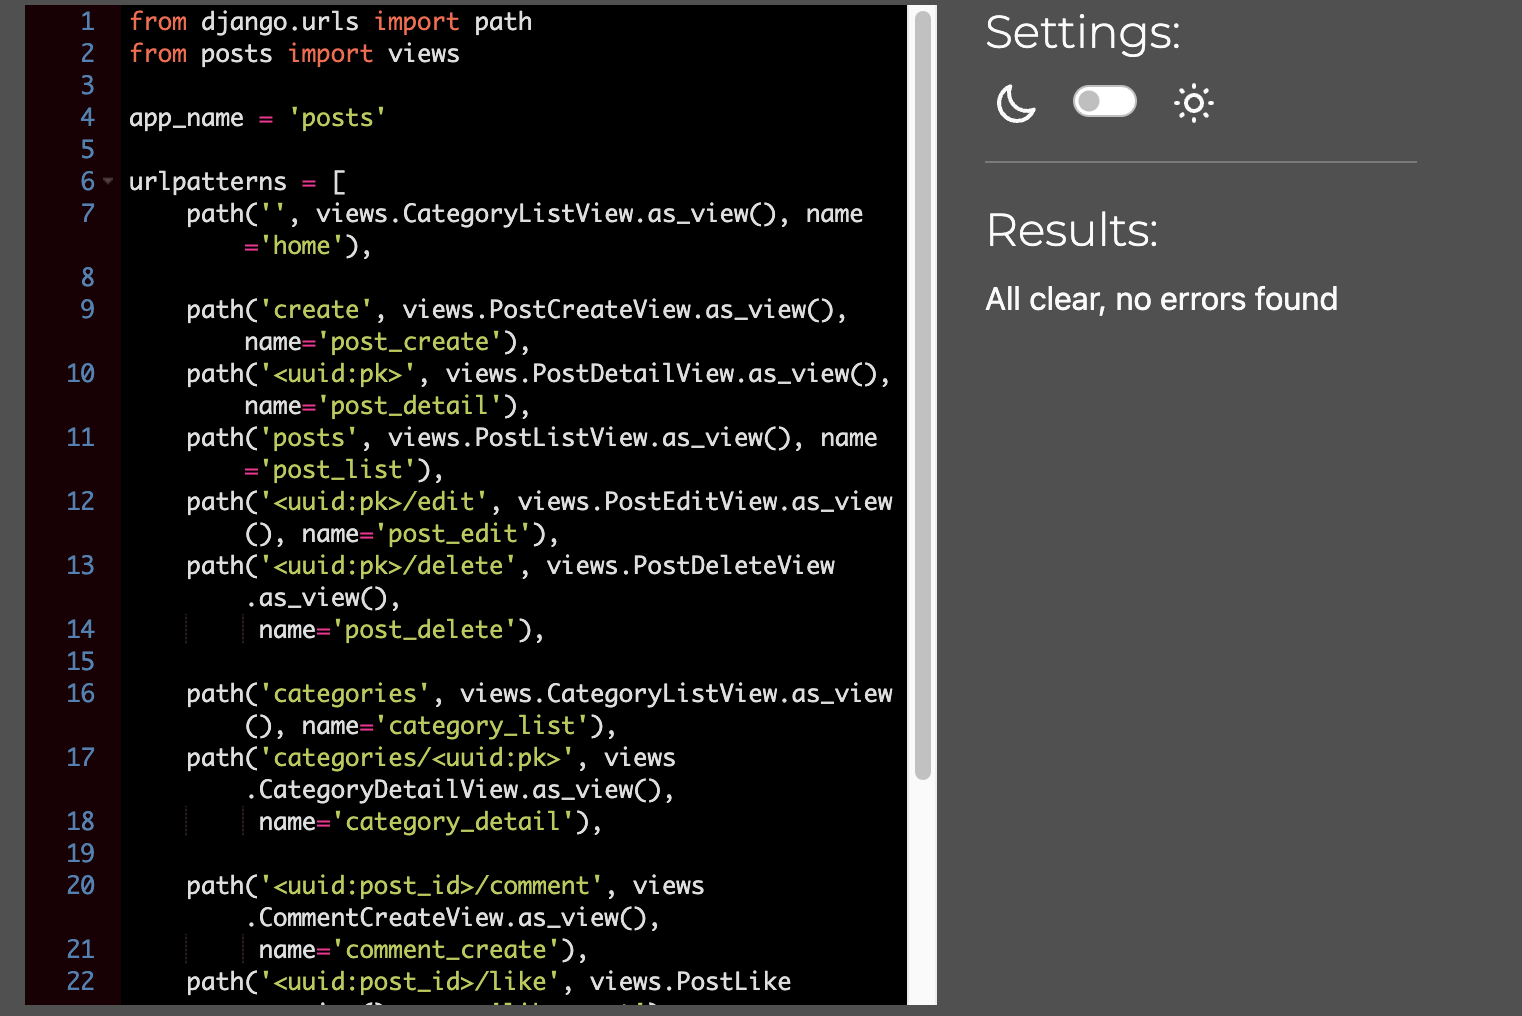 1 from django.urls import path
2 from posts import views
3
4 app_name = 'posts'
5
6 urlpatterns = [
7 path('', views.CategoryListView.as_view(), name
='home'),
8
9 path('create', views.PostCreateView.as_view(),
name='post_create'),
10 path('<uuid:pk>', views.PostDetailView.as_view(),
name='post_detail'),
11 path('posts', views.PostListView.as_view(), name
='post_list'),
12 path('<uuid:pk>/edit', views.PostEditView.as_view
(), name='post_edit'),
13 path('<uuid:pk>/delete', views.PostDeleteView
.as_view(),
14 name='post_delete'),
15
16 path('categories', views.CategoryListView.as_view
(), name='category_list'),
17 path('categories/<uuid:pk>', views
.CategoryDetailView.as_view(),
18 name='category_detail'),
19
20 path('<uuid:post_id>/comment', views
.CommentCreateView.as_view(),
21 name='comment_create'),
22 path('<uuid:post_id>/like', views.PostLike
Settings:
Results:
All clear, no errors found